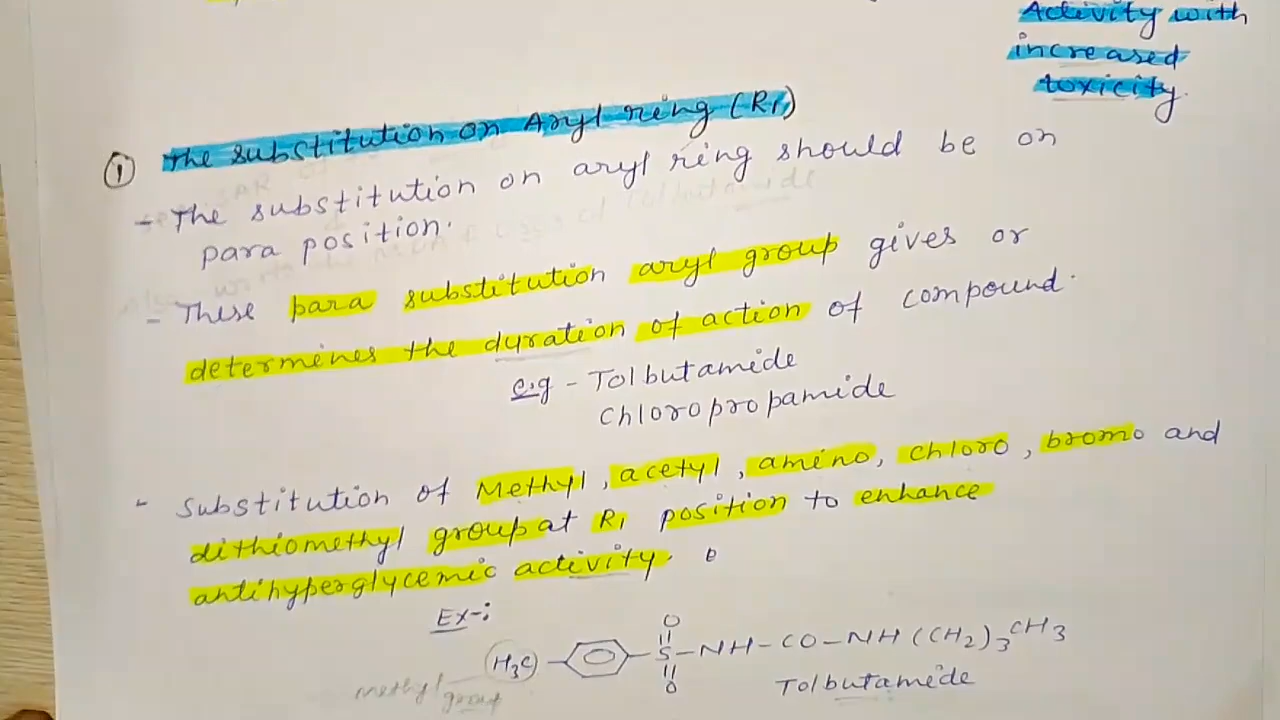 Activity with
increased
toxicity.
① The substitution on Aryl ring (R1)
- The substitution on aryl ring should be on
para position.
- These para substitution aryl group gives or
determines the duration of action of compound.
e.g - Tolbutamide
Chloropropamide
- Substitution of Methyl, acetyl, amino, chloro, bromo and
dithiomethyl group at R1 position to enhance
antihyperglycemic activity.
Ex-:
O
H3C S-NH-CO-NH (CH2)3 CH3
O
methyl group
Tolbutamide